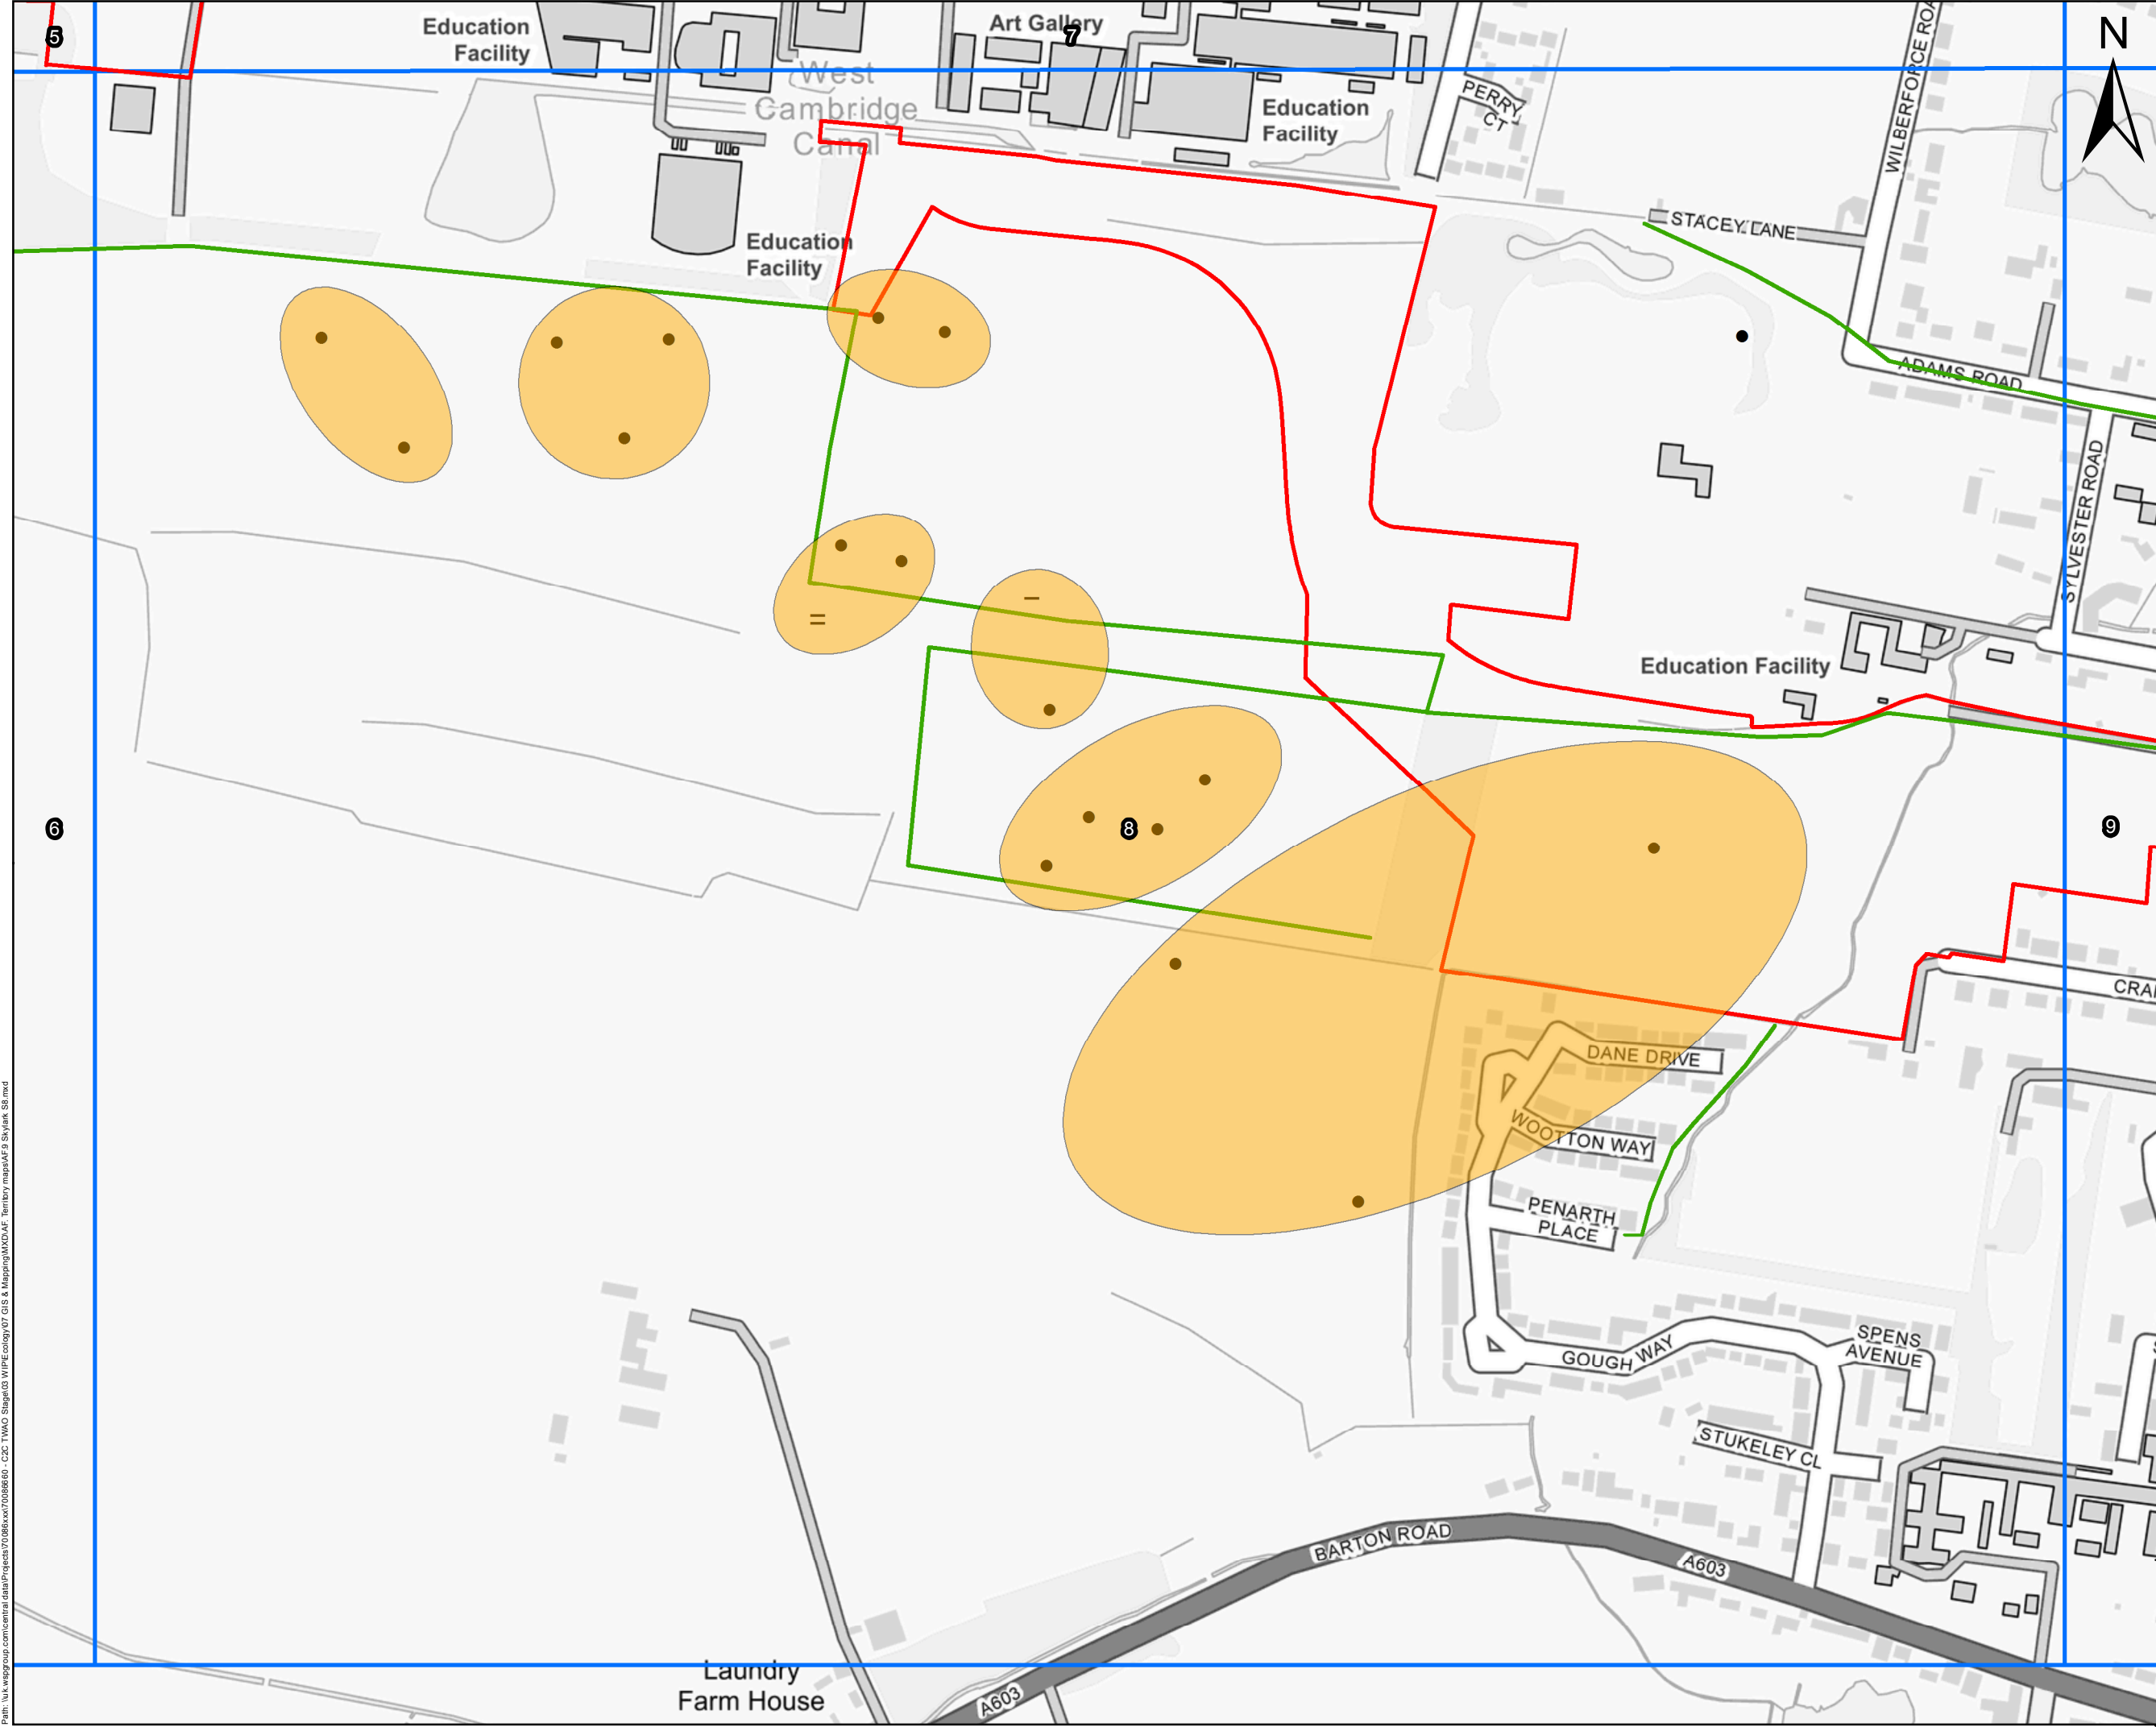 5
Education
Facility
Art Gallery
7
N
West
Cambridge
Canal
Education
Facility
PERRY
CT
WILBERFORCE ROA
STACEY LANE
Education
Facility
ADAMS ROAD
SYLVESTER ROAD
Education Facility
6
8
9
CRA
DANE DRIVE
WOOTTON WAY
PENARTH
PLACE
GOUGH WAY
SPENS
AVENUE
STUKELEY CL
BARTON ROAD
A603
Laundry
Farm House
A603